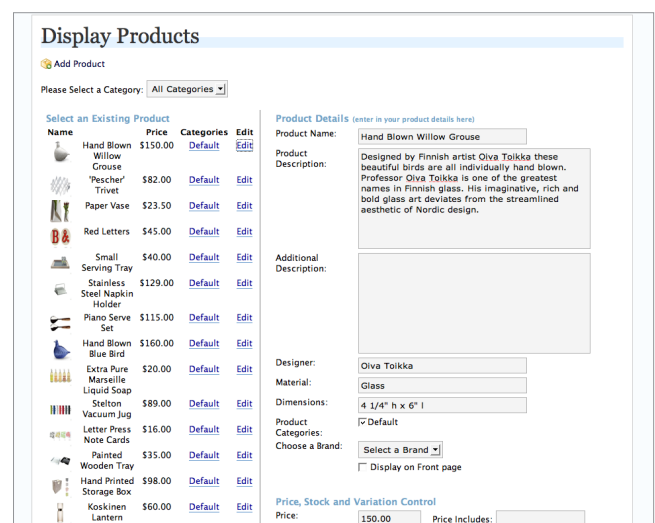 Display Products
Add Product
Please Select a Category: All Categories
Select an Existing Product
Name Price Categories Edit
Hand Blown Willow Grouse $150.00 Default Edit
'Pescher' Trivet $82.00 Default Edit
Paper Vase $23.50 Default Edit
B&
Red Letters $45.00 Default Edit
Small Serving Tray $40.00 Default Edit
Stainless Steel Napkin Holder $129.00 Default Edit
Piano Serve Set $115.00 Default Edit
Hand Blown Blue Bird $160.00 Default Edit
Extra Pure Marseille Liquid Soap $20.00 Default Edit
Stelton Vacuum Jug $89.00 Default Edit
Letter Press Note Cards $16.00 Default Edit
Painted Wooden Tray $35.00 Default Edit
Hand Printed Storage Box $98.00 Default Edit
Koskinen Lantern $60.00 Default Edit
Product Details (enter in your product details here)
Product Name: Hand Blown Willow Grouse
Product Description:
Designed by Finnish artist Oiva Toikka these
beautiful birds are all individually hand blown.
Professor Oiva Toikka is one of the greatest
names in Finnish glass. His imaginative, rich and
bold glass art deviates from the streamlined
aesthetic of Nordic design.
Additional Description:
Designer: Oiva Toikka
Material: Glass
Dimensions: 4 1/4" h x 6" l
Product Categories: Default
Choose a Brand: Select a Brand
Display on Front page
Price, Stock and Variation Control
Price: 150.00 Price Includes: